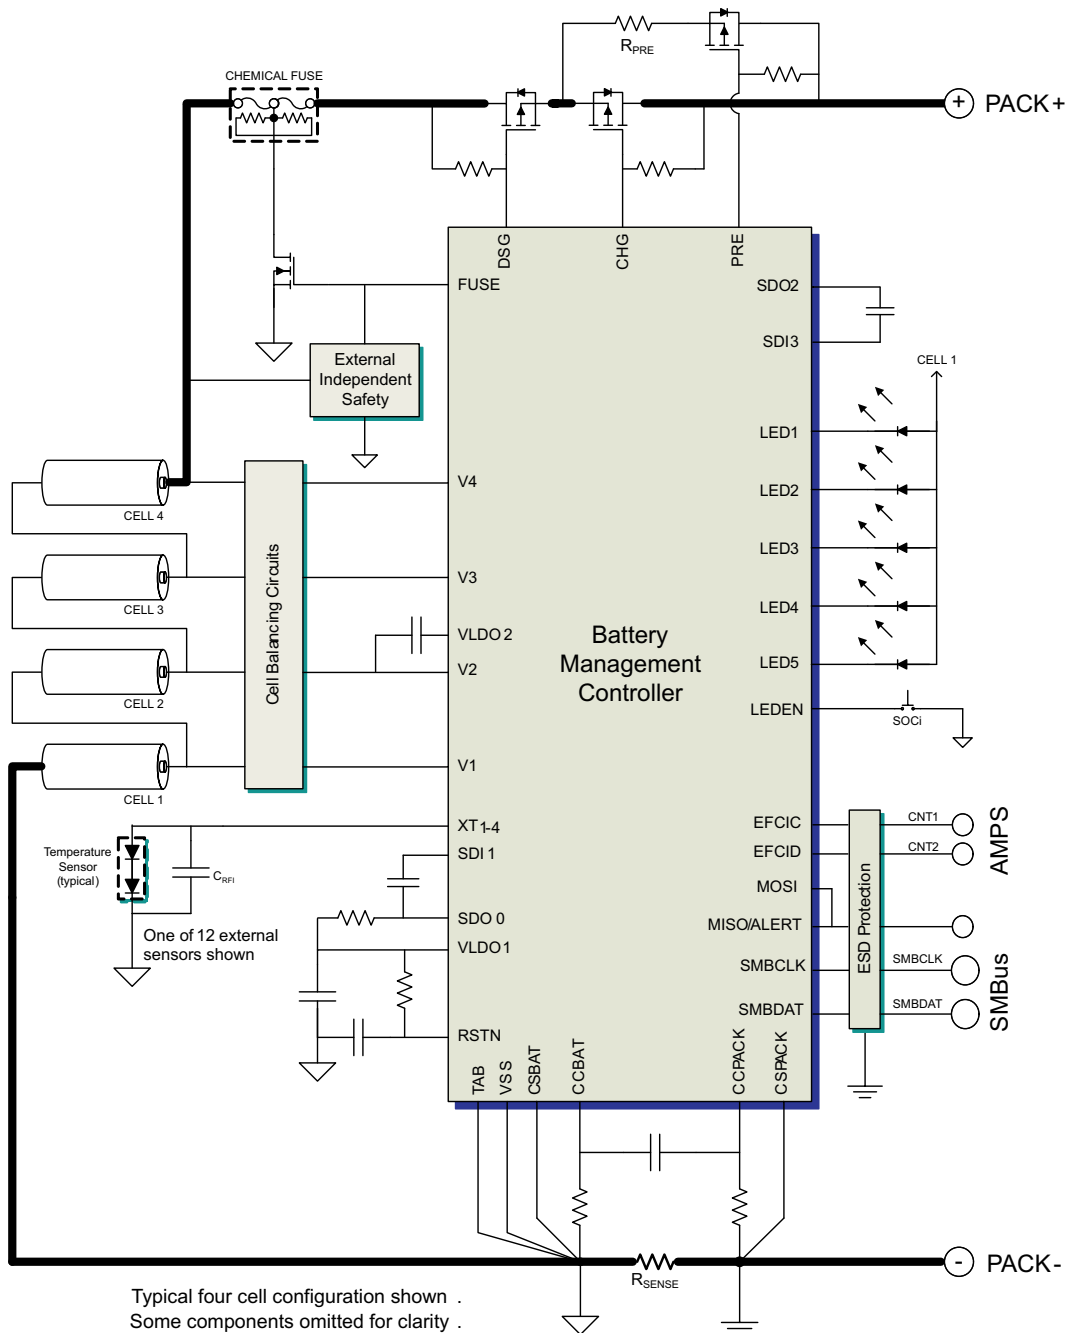 R PRE
CHEMICAL FUSE
+ PACK+
DSG
CHG
PRE
FUSE
SDO2
SDI3
External
Independent
Safety
CELL 1
LED1
LED2
LED3
LED4
LED5
LEDEN
SOCi
CELL 4
CELL 3
CELL 2
CELL 1
Cell Balancing Circuits
V4
V3
VLDO 2
V2
V1
Battery
Management
Controller
XT1-4
SDI 1
SDO 0
VLDO 1
RSTN
Temperature
Sensor
(typical)
CRFI
One of 12 external
sensors shown
EFCIC
EFCID
MOSI
MISO/ALERT
SMBCLK
SMBDAT
ESD Protection
CNT1
CNT2
AMPS
SMBCLK
SMBDAT
SMBus
TAB
VSS
CSBAT
CCBAT
CCPACK
CSPACK
RSENSE
- PACK-
Typical four cell configuration shown .
Some components omitted for clarity .